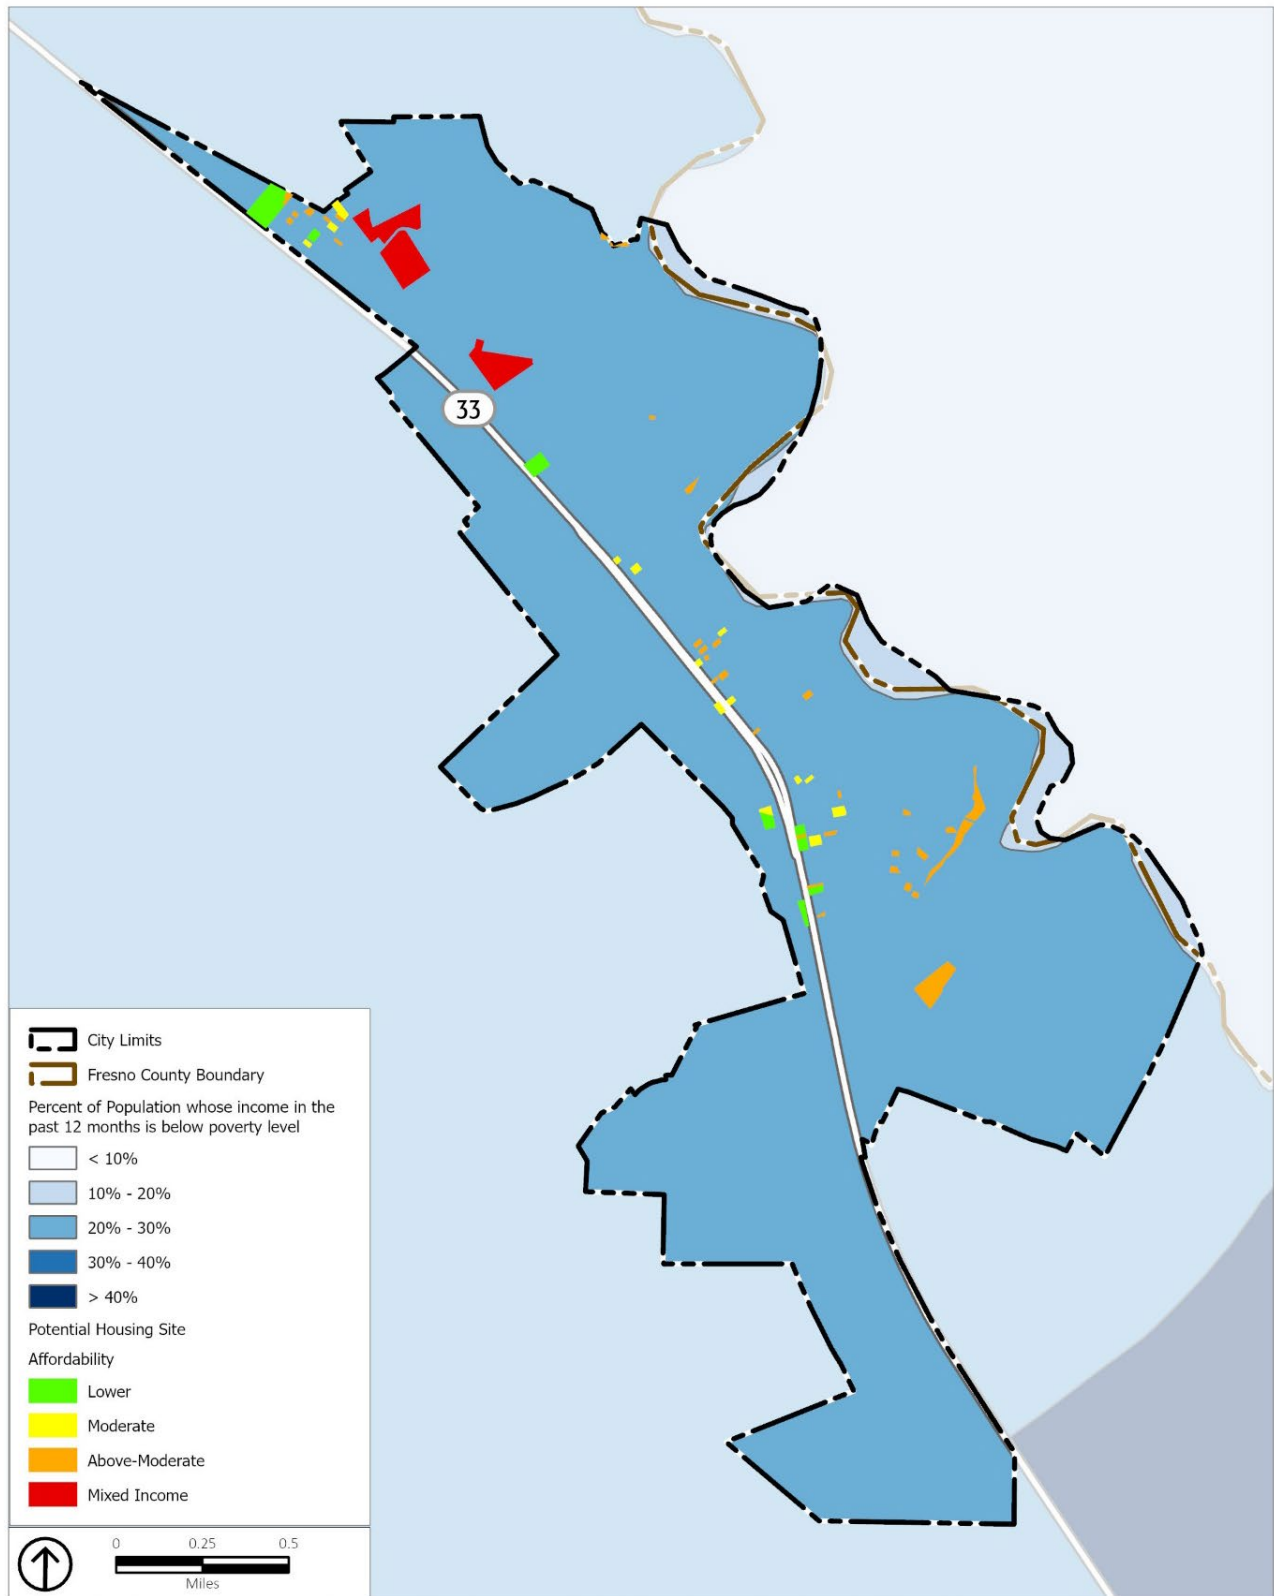 33
City Limits
Fresno County Boundary
Percent of Population whose income in the
past 12 months is below poverty level
< 10%
10% - 20%
20% - 30%
30% - 40%
> 40%
Potential Housing Site
Affordability
Lower
Moderate
Above-Moderate
Mixed Income
0 0.25 0.5
Miles